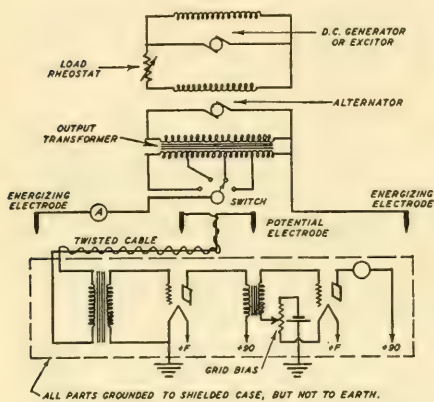 D.C. GENERATOR
OR EXCITOR
LOAD
RHEOSTAT
ALTERNATOR
OUTPUT
TRANSFORMER
ENERGIZING
ELECTRODE
A
SWITCH
ENERGIZING
ELECTRODE
POTENTIAL
ELECTRODE
TWISTED CABLE
+F
+90
GRID BIAS
+F
+90
ALL PARTS GROUNDED TO SHIELDED CASE, BUT NOT TO EARTH.